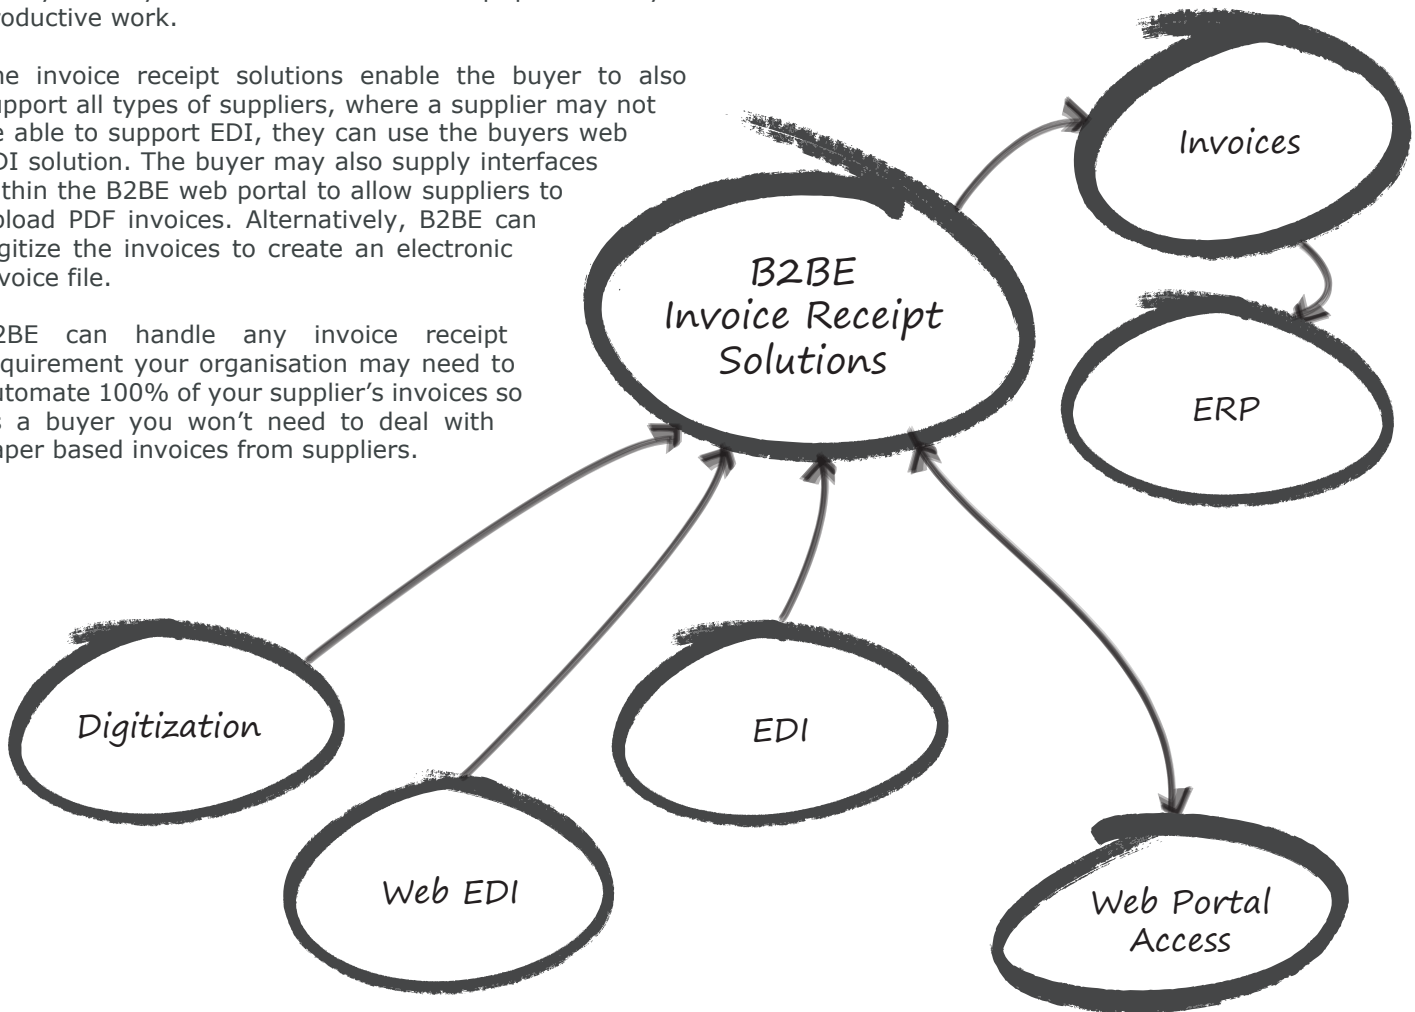 roductive work.
he invoice receipt solutions enable the buyer to also
upport all types of suppliers, where a supplier may not
e able to support EDI, they can use the buyers web
DI solution. The buyer may also supply interfaces
ithin the B2BE web portal to allow suppliers to
pload PDF invoices. Alternatively, B2BE can
gitize the invoices to create an electronic
voice file.
2BE can handle any invoice receipt
quirement your organisation may need to
utomate 100% of your supplier’s invoices so
s a buyer you won’t need to deal with
aper based invoices from suppliers.
Invoices
B2BE
Invoice Receipt
Solutions
ERP
Digitization
EDI
Web EDI
Web Portal
Access